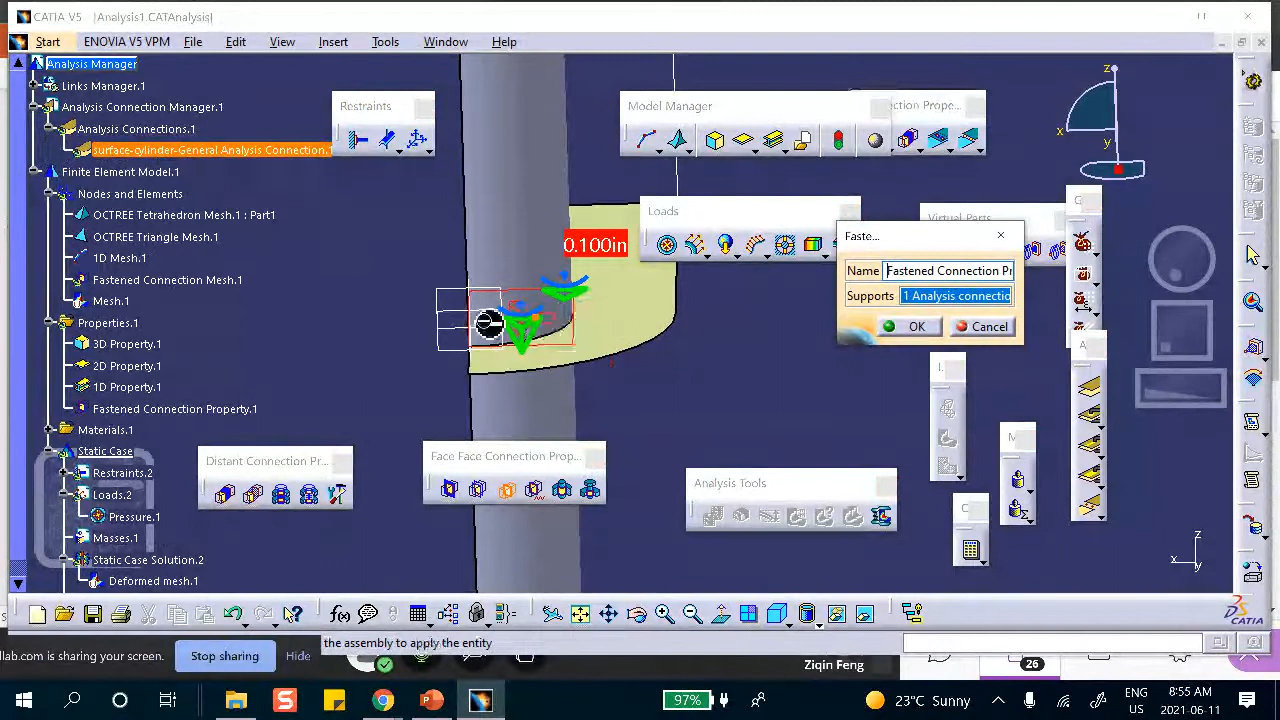 CATIA V5 [Analysis1.CATAnalysis]
Start ENOVIA V5 VPM File Edit View Insert Tools Window Help
Analysis Manager
Links Manager.1
Analysis Connection Manager.1
Analysis Connections.1
surface-cylinder-General Analysis Connection.1
Finite Element Model.1
Nodes and Elements
OCTREE Tetrahedron Mesh.1 : Part1
OCTREE Triangle Mesh.1
1D Mesh.1
Fastened Connection Mesh.1
Mesh.1
Properties.1
3D Property.1
2D Property.1
1D Property.1
Fastened Connection Property.1
Materials.1
Static Case
Restraints.2
Loads.2
Pressure.1
Masses.1
Static Case Solution.2
Deformed mesh.1
Restraints
Model Manager
ction Prope...
Loads
Virtual Parts
G
0.100in
Faste...
Name Fastened Connection Pr
Supports 1 Analysis connectio
OK Cancel
A
I.
M
C
Distant Connection Pr...
Face Face Connection Prop...
Analysis Tools
z
x
y
z
x
y
CATIA
the assembly to apply the entity
llab.com is sharing your screen. Stop sharing Hide
Ziqin Feng
26
97%
23°C Sunny
ENG
US
8:55 AM
2021-06-11